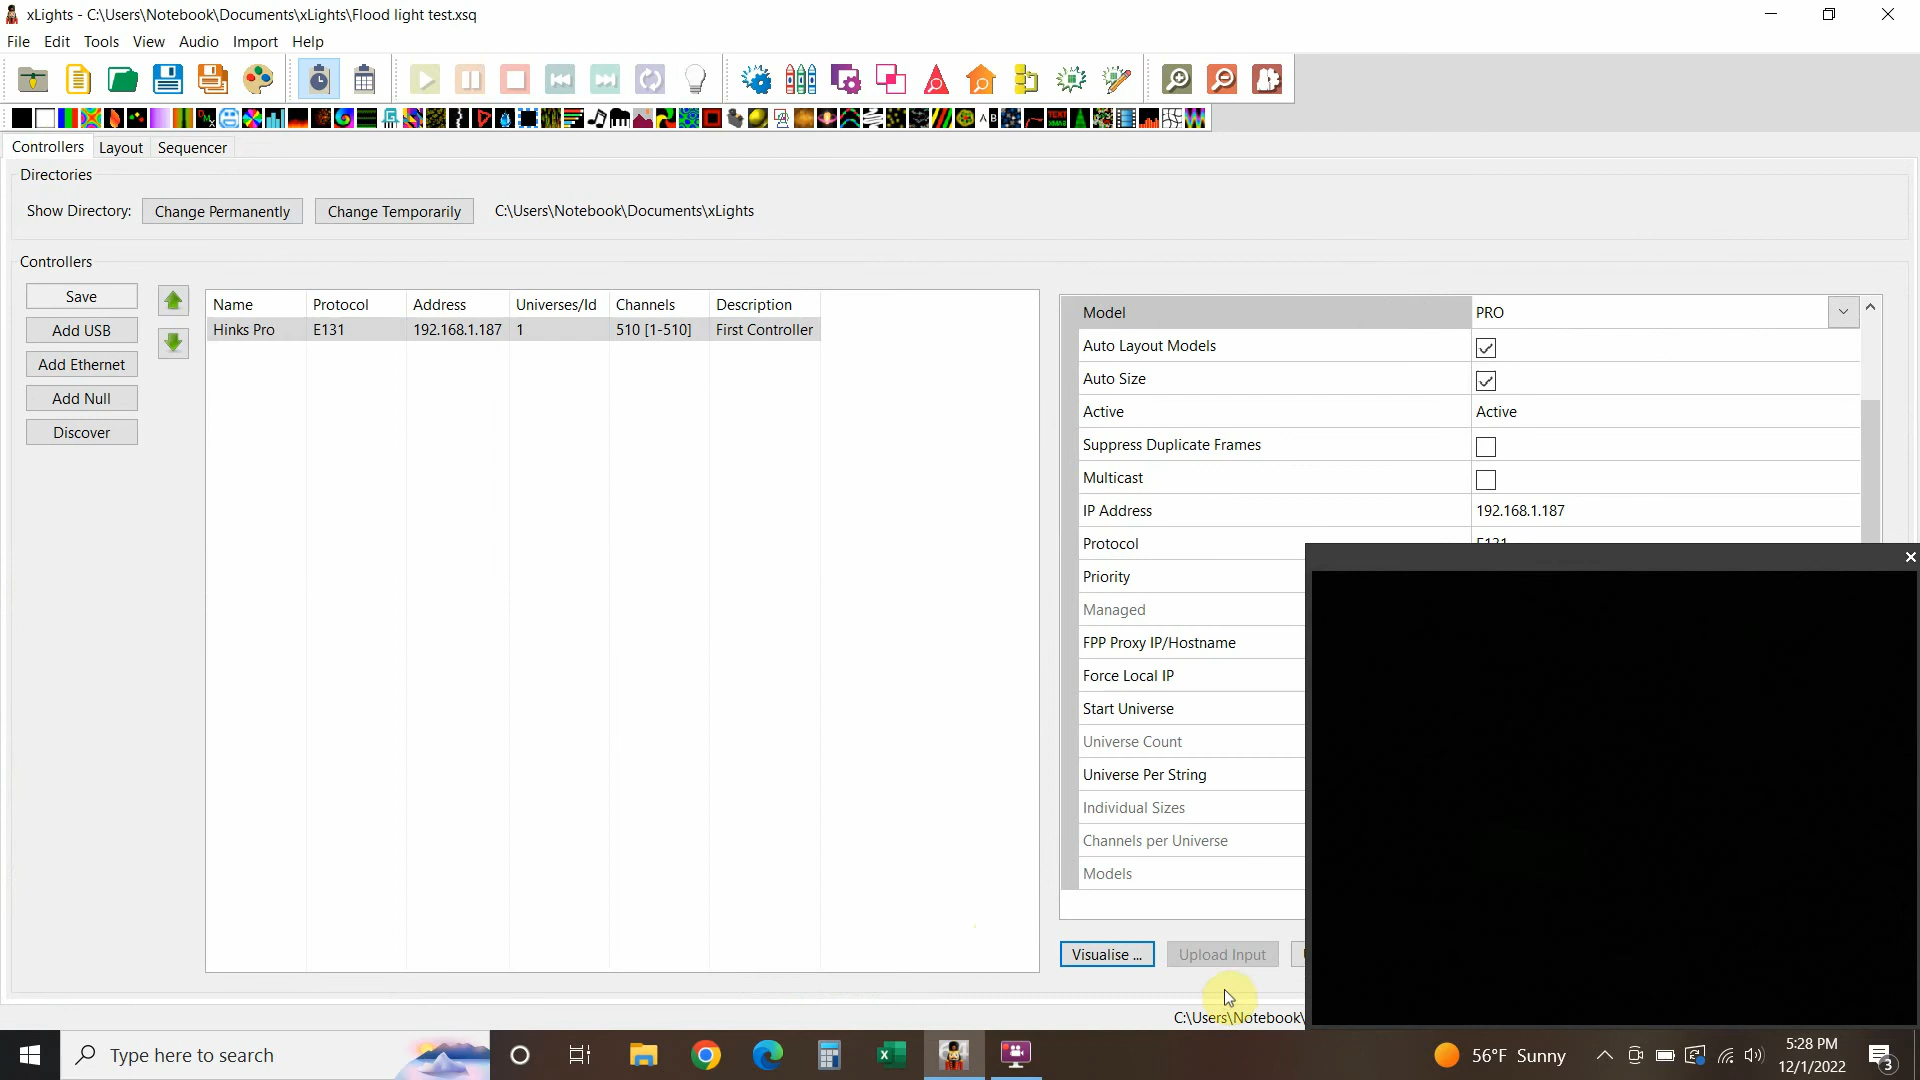 xLights - C:\Users\Notebook\Documents\xLights\Flood light test.xsq
File Edit Tools View Audio Import Help
Controllers Layout Sequencer
Directories
Show Directory: Change Permanently Change Temporarily C:\Users\Notebook\Documents\xLights
Controllers
Save
Add USB
Add Ethernet
Add Null
Discover
Name Protocol Address Universes/Id Channels Description
Hinks Pro E131 192.168.1.187 1 510 [1-510] First Controller
Model PRO
Auto Layout Models
Auto Size
Active Active
Suppress Duplicate Frames
Multicast
IP Address 192.168.1.187
Protocol E131
Priority
Managed
FPP Proxy IP/Hostname
Force Local IP
Start Universe
Universe Count
Universe Per String
Individual Sizes
Channels per Universe
Models
Visualise ... Upload Input
C:\Users\Notebook\
Type here to search
56°F Sunny
5:28 PM
12/1/2022
3